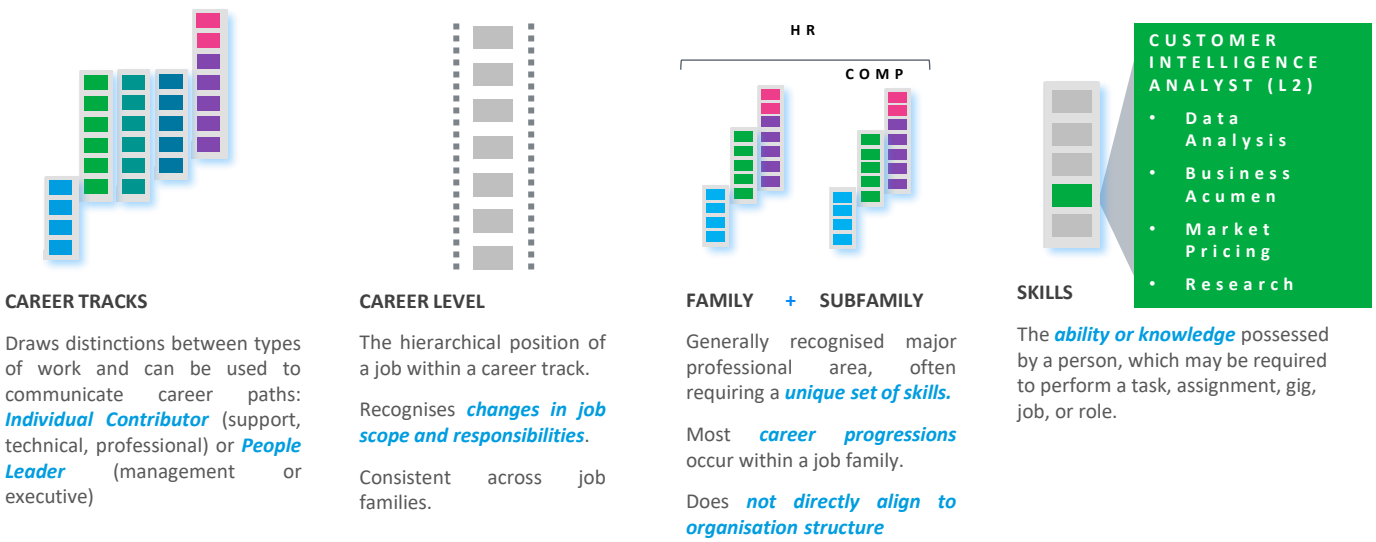 HR
COMP
CUSTOMER
INTELLIGENCE
ANALYST (L2)
• Data
Analysis
• Business
Acumen
• Market
Pricing
• Research
CAREER TRACKS
Draws distinctions between types
of work and can be used to
communicate career paths:
Individual Contributor (support,
technical, professional) or People
Leader (management or
executive)
CAREER LEVEL
The hierarchical position of
a job within a career track.
Recognises changes in job
scope and responsibilities.
Consistent across job
families.
FAMILY + SUBFAMILY
Generally recognised major
professional area, often
requiring a unique set of skills.
Most career progressions
occur within a job family.
Does not directly align to
organisation structure
SKILLS
The ability or knowledge possessed
by a person, which may be required
to perform a task, assignment, gig,
job, or role.